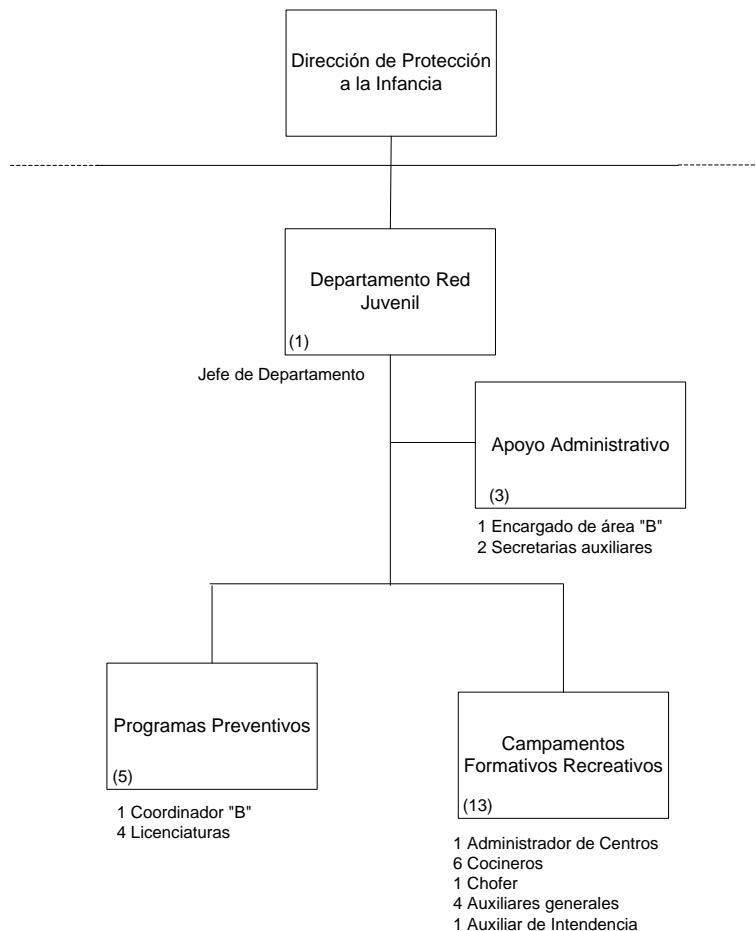 Dirección de Protección
a la Infancia
Departamento Red
Juvenil
(1)
Jefe de Departamento
Apoyo Administrativo
(3)
1 Encargado de área "B"
2 Secretarias auxiliares
Programas Preventivos
(5)
1 Coordinador "B"
4 Licenciaturas
Campamentos
Formativos Recreativos
(13)
1 Administrador de Centros
6 Cocineros
1 Chofer
4 Auxiliares generales
1 Auxiliar de Intendencia